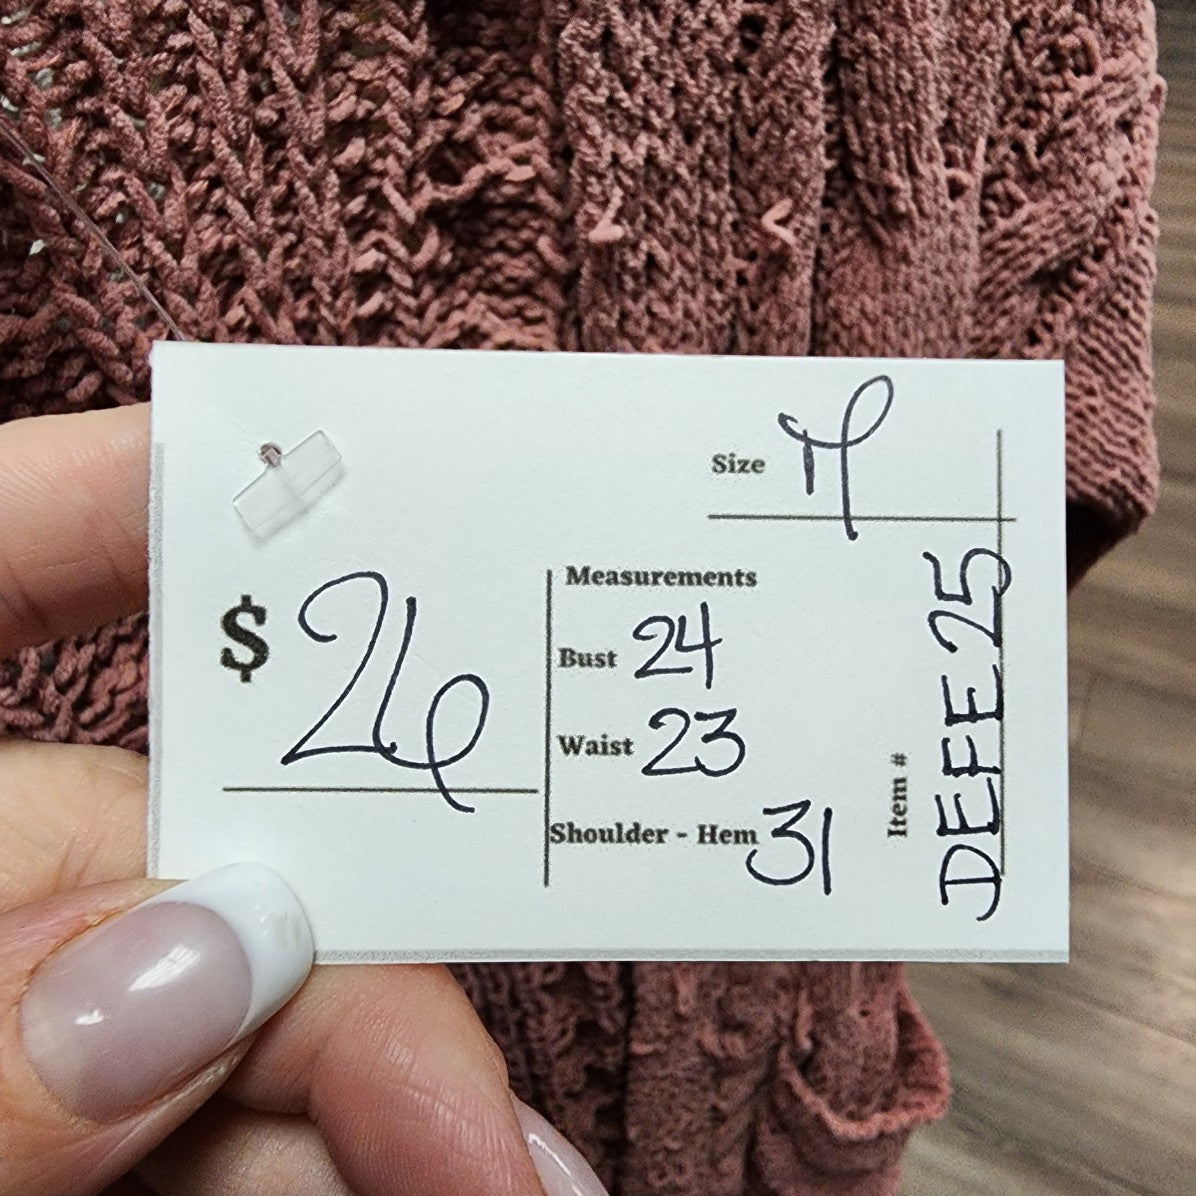 Size
$ 26
Measurements
Bust 24
Waist 23
Shoulder - Hem 31
Item # DEFE25